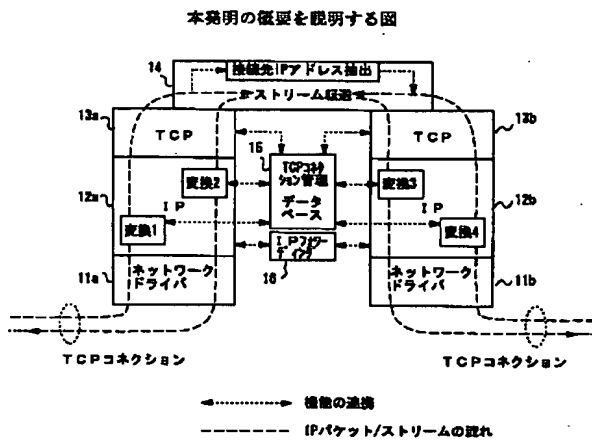 本発明の概要を説明する図
14
接続先IPアドレス抽出
ストリーム転送
13a
TCP
13b
TCP
15
TCPコネク
ション管理
データ
ベース
変換2
変換3
12a
IP
12b
IP
変換1
変換4
IPフォワー
ディング
16
11a
ネットワーク
ドライバ
11b
ネットワーク
ドライバ
TCPコネクション
TCPコネクション
機能の連携
IPパケット/ストリームの流れ